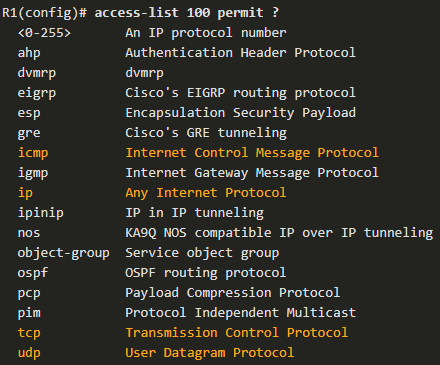 R1(config)# access-list 100 permit ?
<0-255> An IP protocol number
ahp Authentication Header Protocol
dvmrp dvmrp
eigrp Cisco's EIGRP routing protocol
esp Encapsulation Security Payload
gre Cisco's GRE tunneling
icmp Internet Control Message Protocol
igmp Internet Gateway Message Protocol
ip Any Internet Protocol
ipinip IP in IP tunneling
nos KA9Q NOS compatible IP over IP tunneling
object-group Service object group
ospf OSPF routing protocol
pcp Payload Compression Protocol
pim Protocol Independent Multicast
tcp Transmission Control Protocol
udp User Datagram Protocol